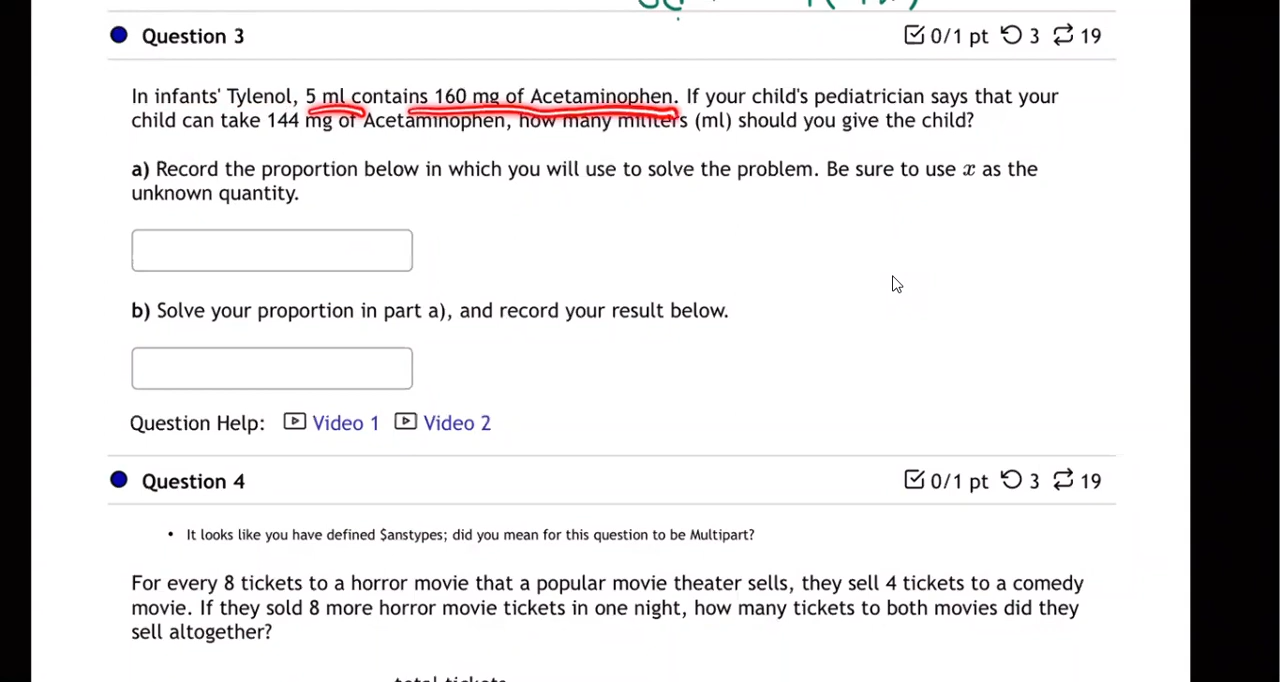 Question 3
0/1 pt 3 19
In infants' Tylenol, 5 ml contains 160 mg of Acetaminophen. If your child's pediatrician says that your
child can take 144 mg of Acetaminophen, how many mililiters (ml) should you give the child?
a) Record the proportion below in which you will use to solve the problem. Be sure to use x as the
unknown quantity.
b) Solve your proportion in part a), and record your result below.
Question Help: Video 1 Video 2
Question 4
0/1 pt 3 19
• It looks like you have defined $anstypes; did you mean for this question to be Multipart?
For every 8 tickets to a horror movie that a popular movie theater sells, they sell 4 tickets to a comedy
movie. If they sold 8 more horror movie tickets in one night, how many tickets to both movies did they
sell altogether?
total tickets